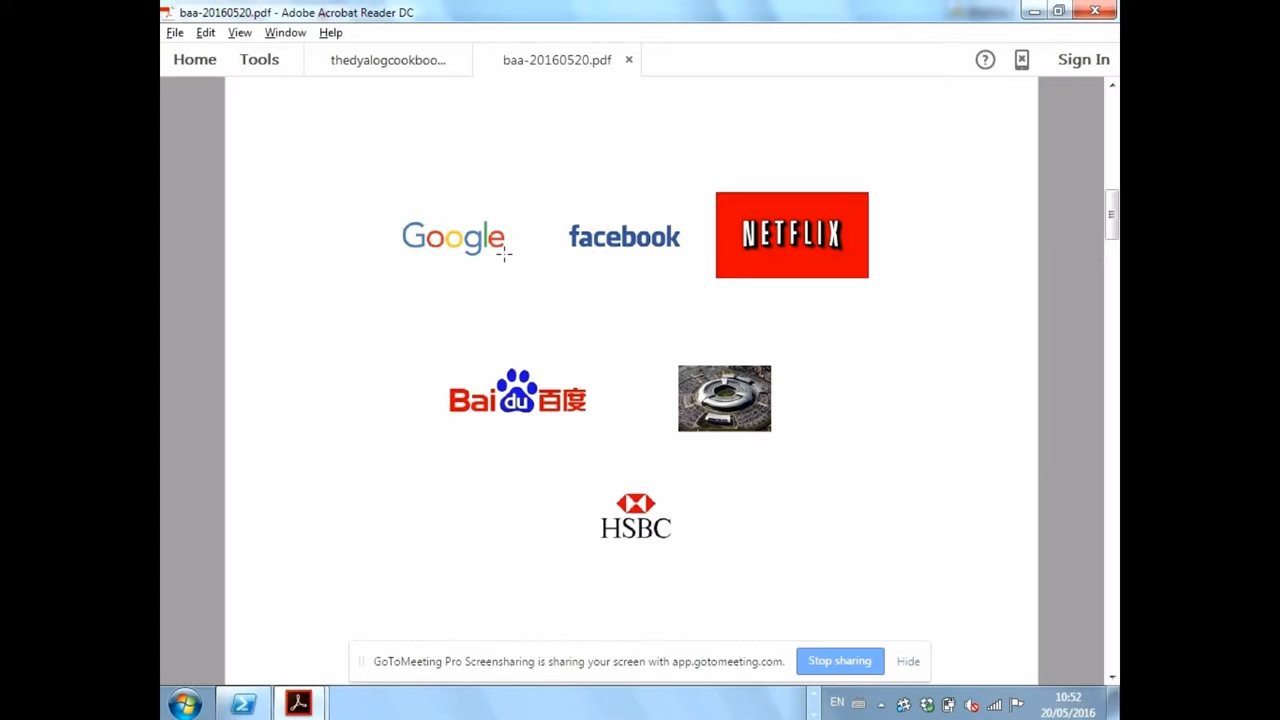 baa-20160520.pdf - Adobe Acrobat Reader DC
File Edit View Window Help
Home Tools thedyalogcookboo... baa-20160520.pdf × Sign In
Google facebook NETFLIX
Baidu百度
HSBC
GoToMeeting Pro Screensharing is sharing your screen with app.gotomeeting.com. Stop sharing Hide
EN 10:52
20/05/2016